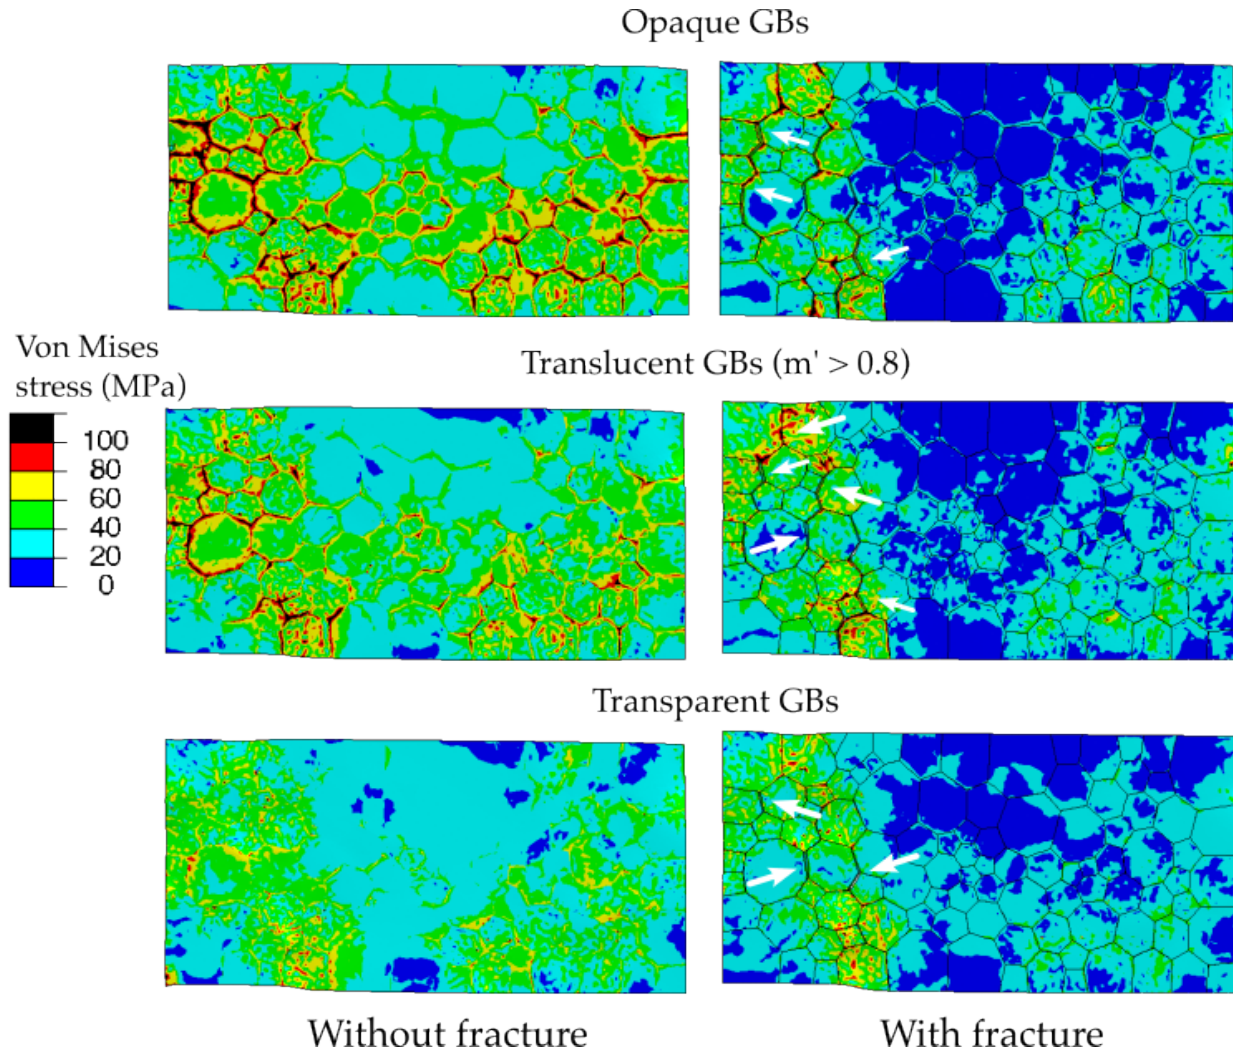 Opaque GBs
Von Mises
stress (MPa)
100
80
60
40
20
0
Translucent GBs (m' > 0.8)
Transparent GBs
Without fracture
With fracture